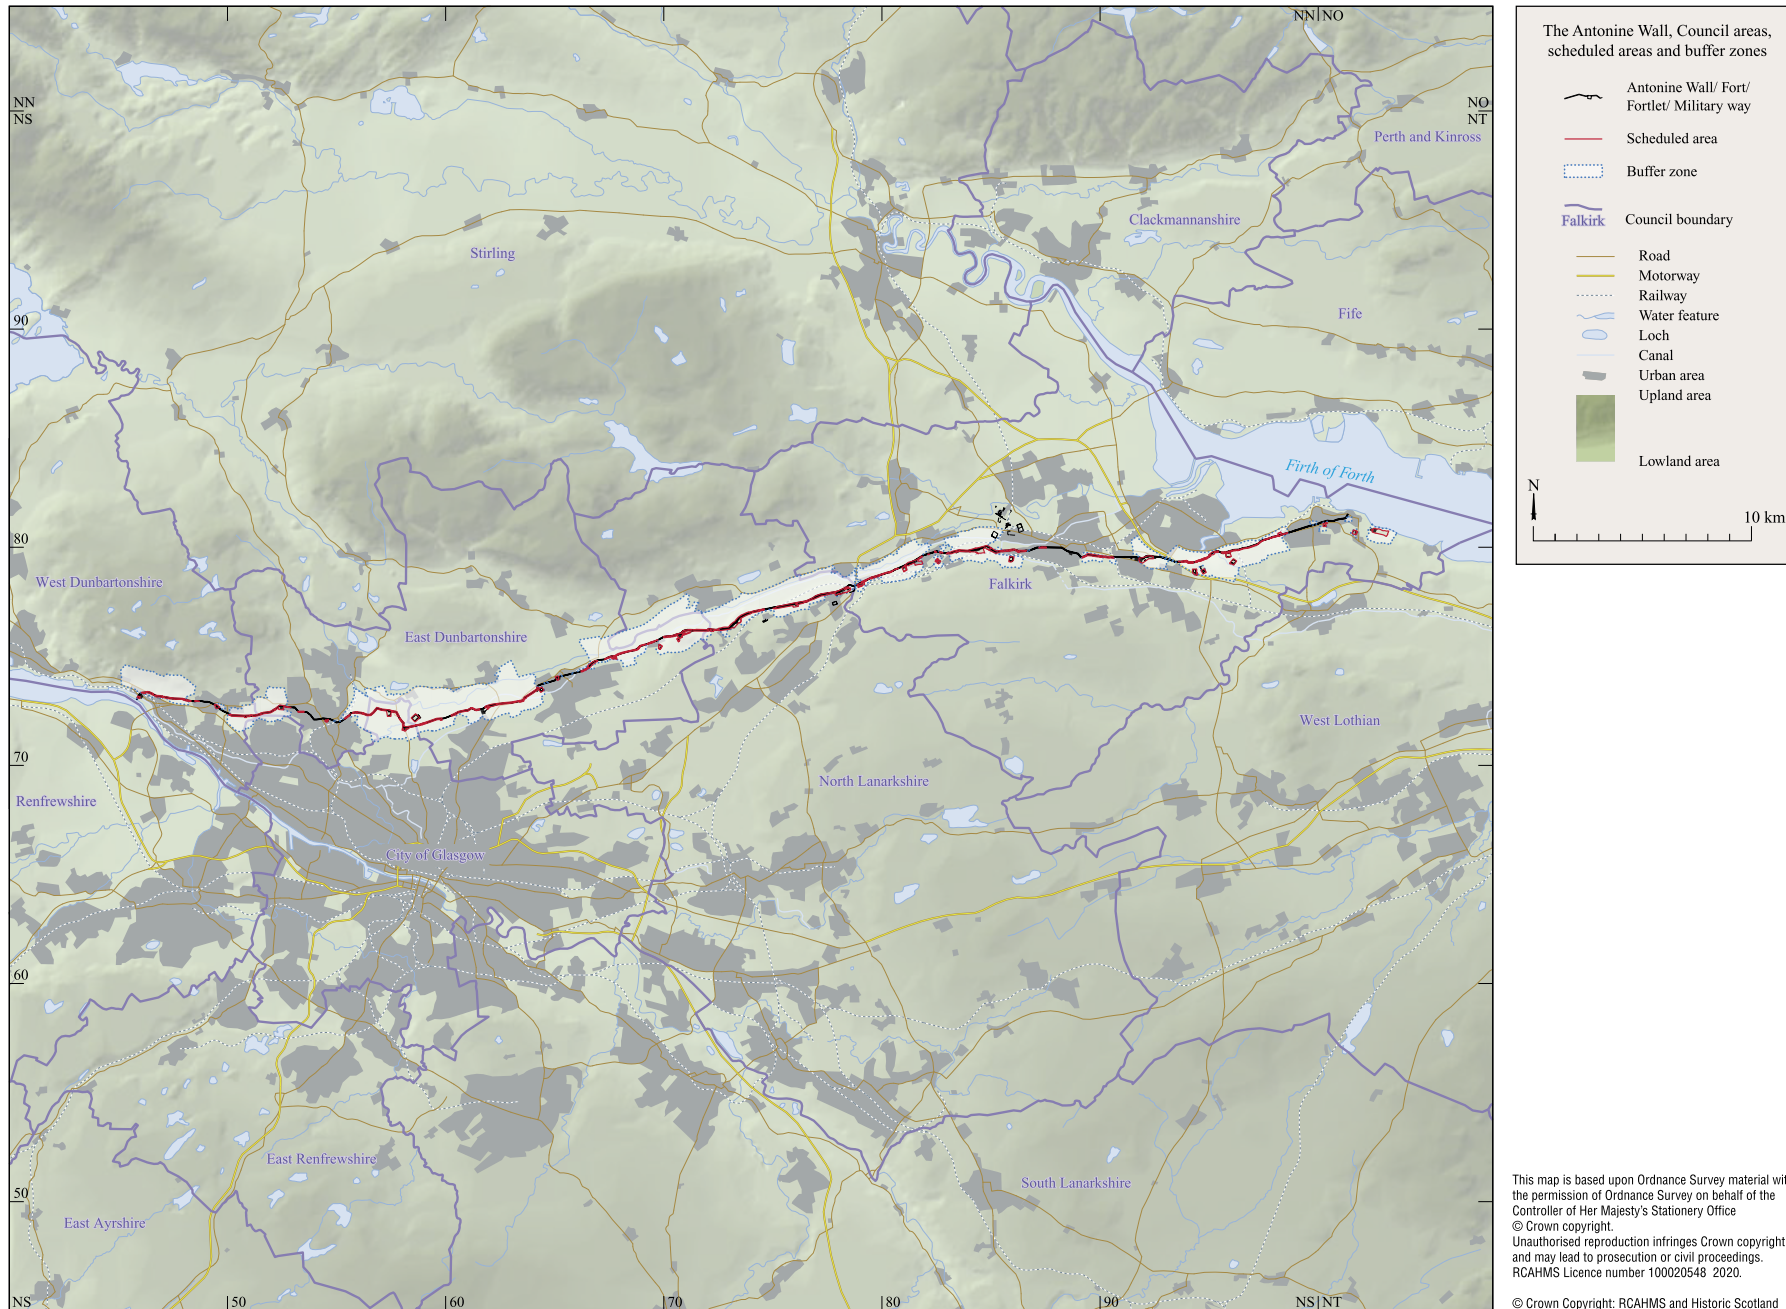 NN NO
NN
NS
NO
NT
Perth and Kinross
Clackmannanshire
Stirling
Fife
90
Firth of Forth
80
West Dunbartonshire
Falkirk
East Dunbartonshire
West Lothian
70
North Lanarkshire
Renfrewshire
City of Glasgow
60
East Renfrewshire
South Lanarkshire
50
East Ayrshire
NS
50
60
70
80
90
NS NT
The Antonine Wall, Council areas,
scheduled areas and buffer zones
Antonine Wall/ Fort/
Fortlet/ Military way
Scheduled area
Buffer zone
Falkirk
Council boundary
Road
Motorway
Railway
Water feature
Loch
Canal
Urban area
Upland area
Lowland area
N
10 km
This map is based upon Ordnance Survey material wit
the permission of Ordnance Survey on behalf of the
Controller of Her Majesty's Stationery Office
© Crown copyright.
Unauthorised reproduction infringes Crown copyright
and may lead to prosecution or civil proceedings.
RCAHMS Licence number 100020548 2020.
© Crown Copyright: RCAHMS and Historic Scotland